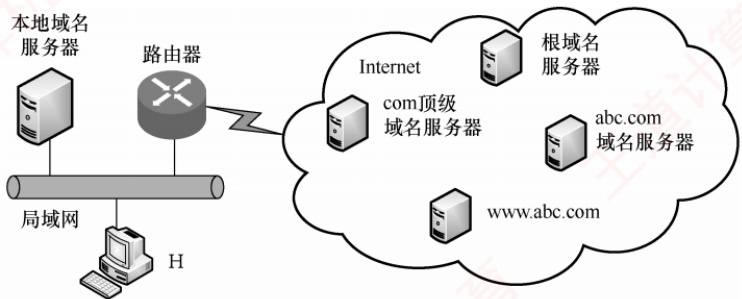 本地域名
服务器
路由器
局域网
H
Internet
根域名
服务器
com顶级
域名服务器
abc.com
域名服务器
www.abc.com